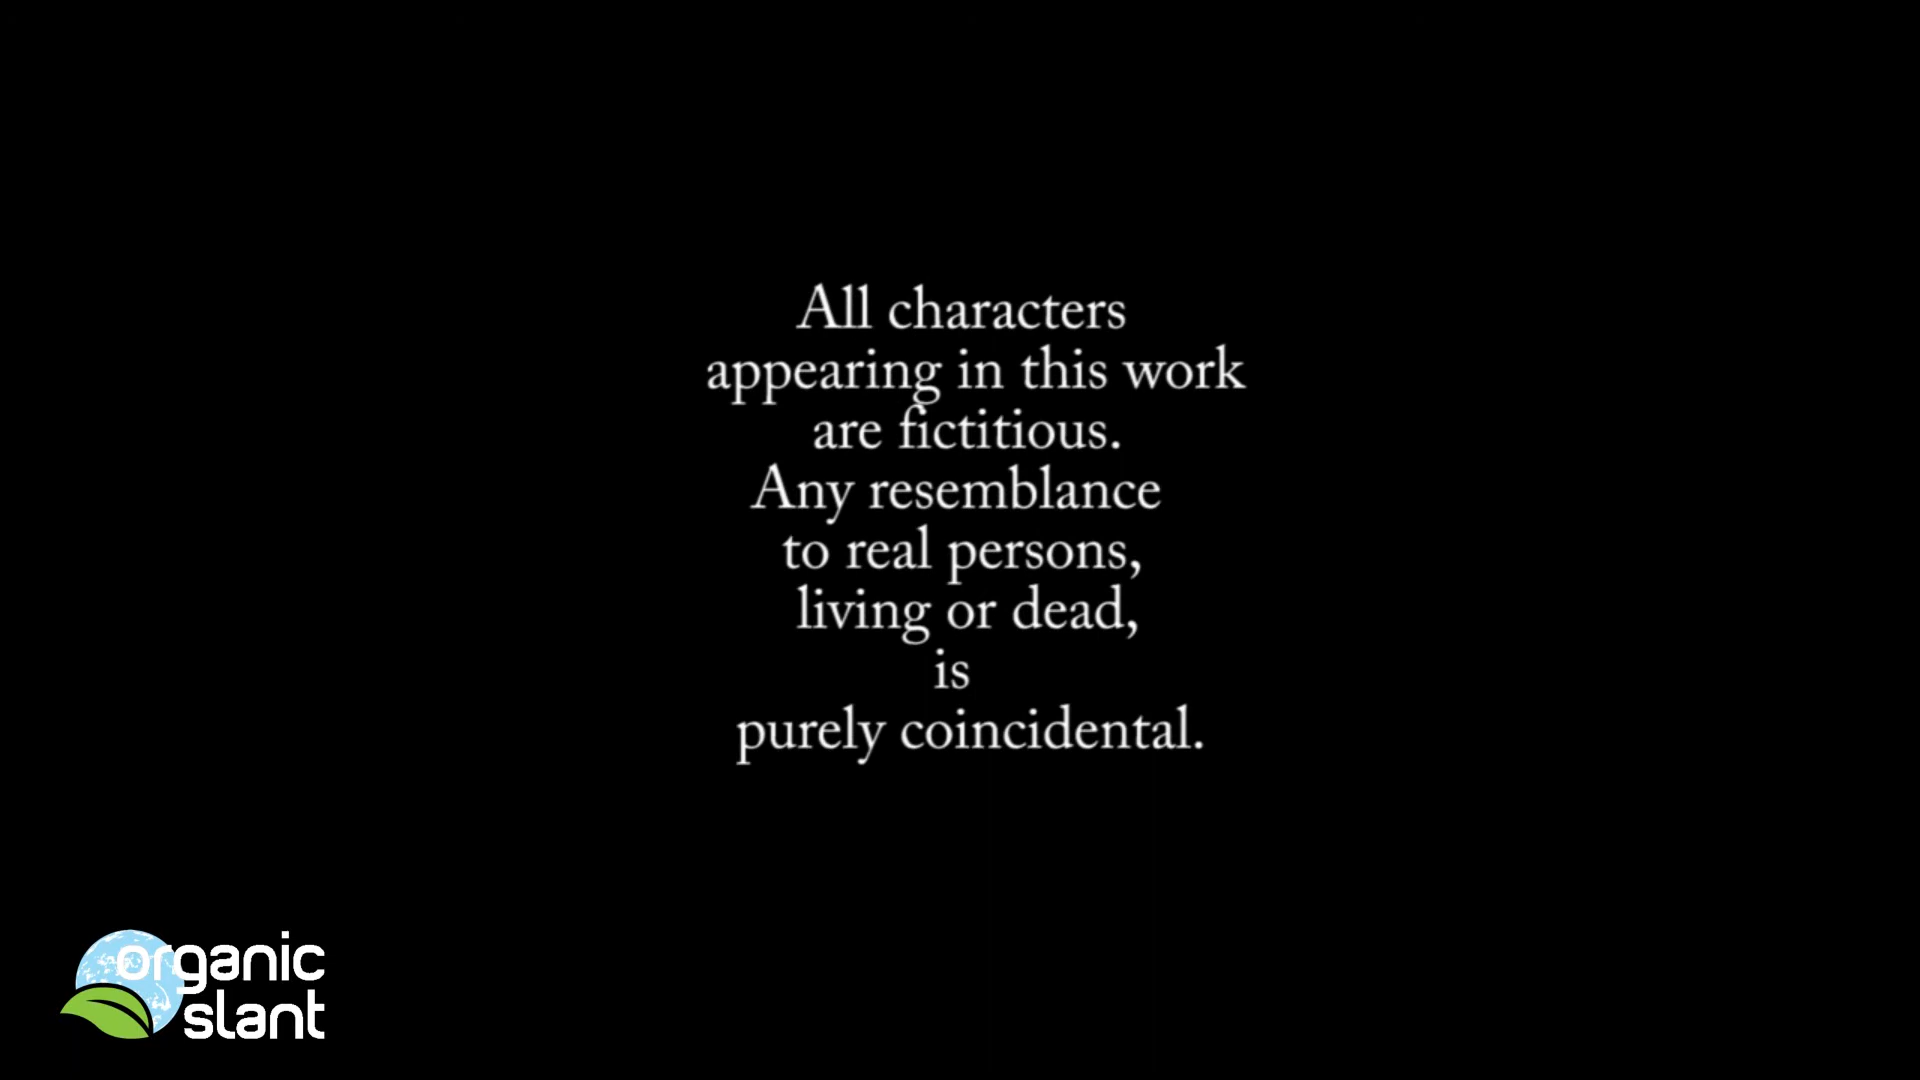 All characters
appearing in this work
are fictitious.
Any resemblance
to real persons,
living or dead,
is
purely coincidental.
organic
slant